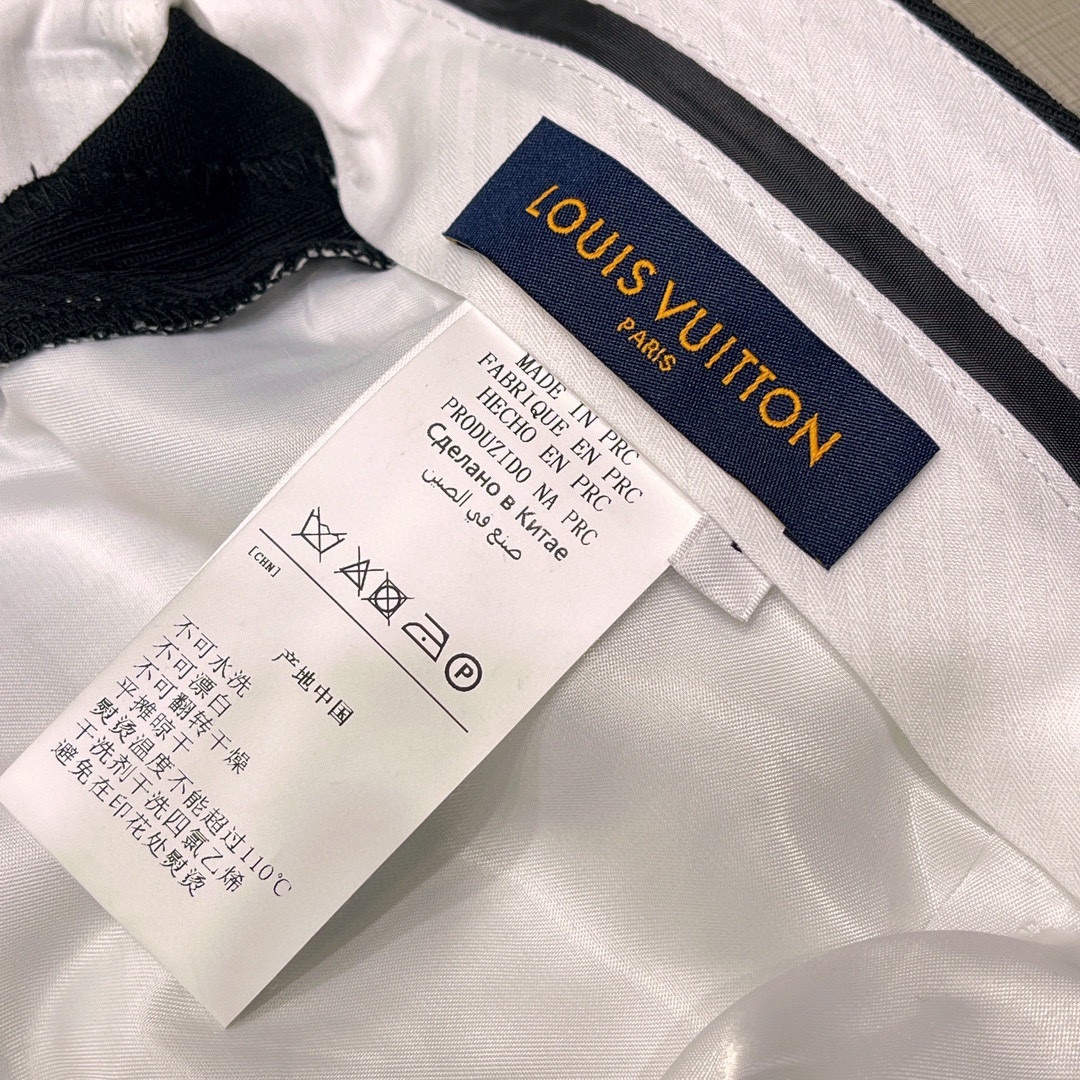 LOUIS VUITTON
PARIS
MADE IN PRC
FABRIQUE EN PRC
HECHO EN PRC
PRODUZIDO NA PRC
Сделано в Китае
صنع في الصين
P
[CHN]
产地中国
不可水洗
不可漂白
不可翻转干燥
平摊晾干
熨烫温度不能超过110℃
干洗剂干洗四氯乙烯
避免在印花处熨烫